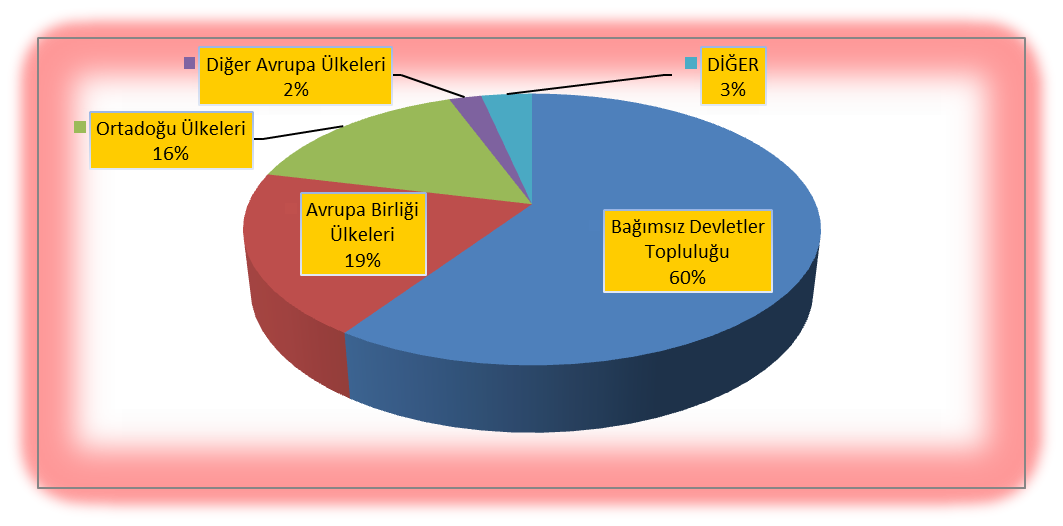 Diğer Avrupa Ülkeleri
2%
DİĞER
3%
Ortadoğu Ülkeleri
16%
Avrupa Birliği
Ülkeleri
19%
Bağımsız Devletler
Topluluğu
60%